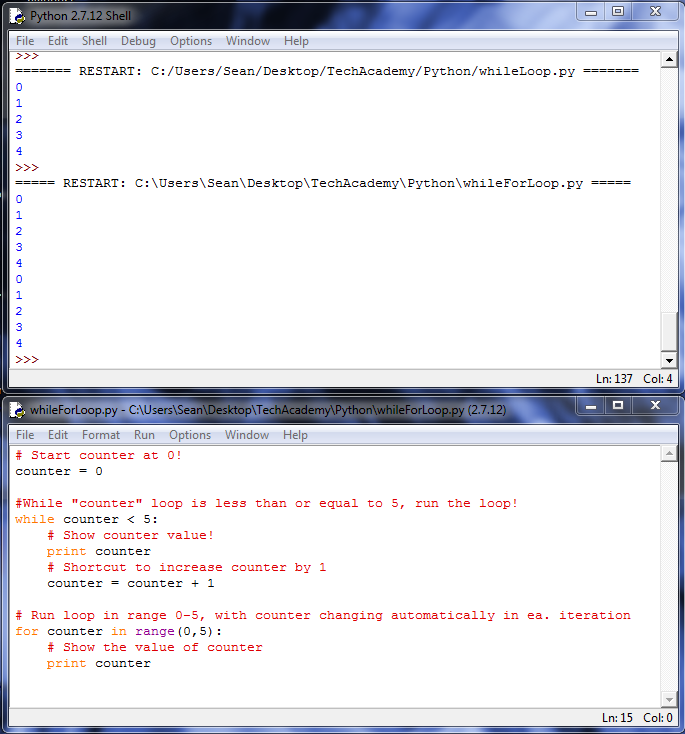 Python 2.7.12 Shell
File Edit Shell Debug Options Window Help
>>>
======= RESTART: C:/Users/Sean/Desktop/TechAcademy/Python/whileLoop.py =======
0
1
2
3
4
>>>
===== RESTART: C:\Users\Sean\Desktop\TechAcademy\Python\whileForLoop.py =====
0
1
2
3
4
0
1
2
3
4
>>>
Ln: 137 Col: 4
whileForLoop.py - C:\Users\Sean\Desktop\TechAcademy\Python\whileForLoop.py (2.7.12)
File Edit Format Run Options Window Help
# Start counter at 0!
counter = 0
#While "counter" loop is less than or equal to 5, run the loop!
while counter < 5:
    # Show counter value!
    print counter
    # Shortcut to increase counter by 1
    counter = counter + 1
# Run loop in range 0-5, with counter changing automatically in ea. iteration
for counter in range(0,5):
    # Show the value of counter
    print counter
Ln: 15 Col: 0